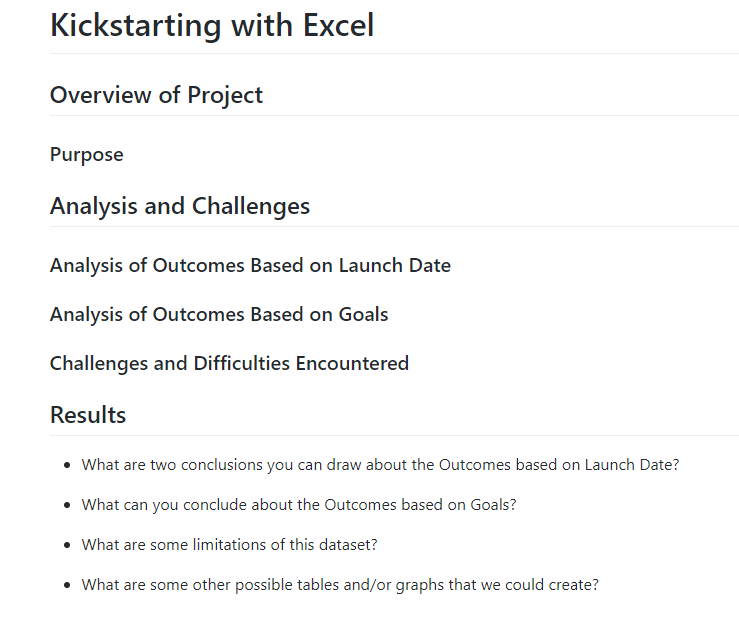 Kickstarting with Excel
Overview of Project
Purpose
Analysis and Challenges
Analysis of Outcomes Based on Launch Date
Analysis of Outcomes Based on Goals
Challenges and Difficulties Encountered
Results
What are two conclusions you can draw about the Outcomes based on Launch Date?
What can you conclude about the Outcomes based on Goals?
What are some limitations of this dataset?
What are some other possible tables and/or graphs that we could create?